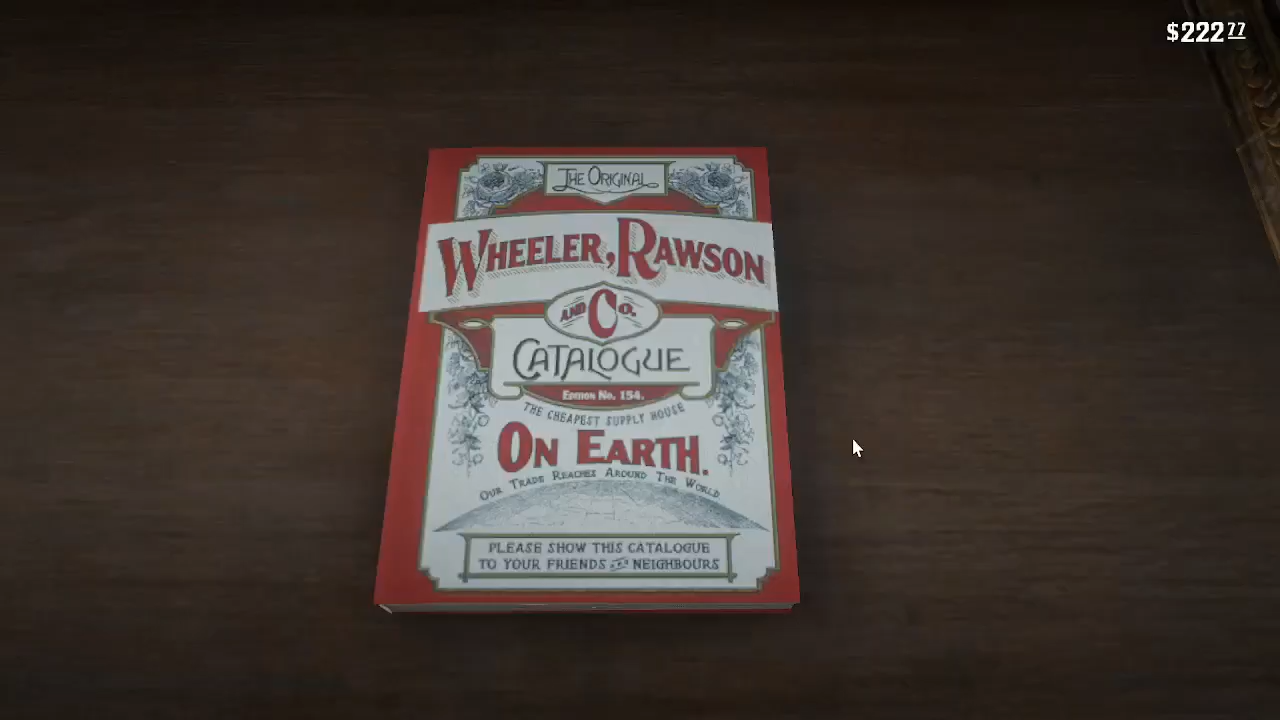 $222 77
THE ORIGINAL
WHEELER, RAWSON
AND CO.
CATALOGUE
EDITION No. 154.
THE CHEAPEST SUPPLY HOUSE
ON EARTH.
OUR TRADE REACHES AROUND THE WORLD
PLEASE SHOW THIS CATALOGUE
TO YOUR FRIENDS AND NEIGHBOURS